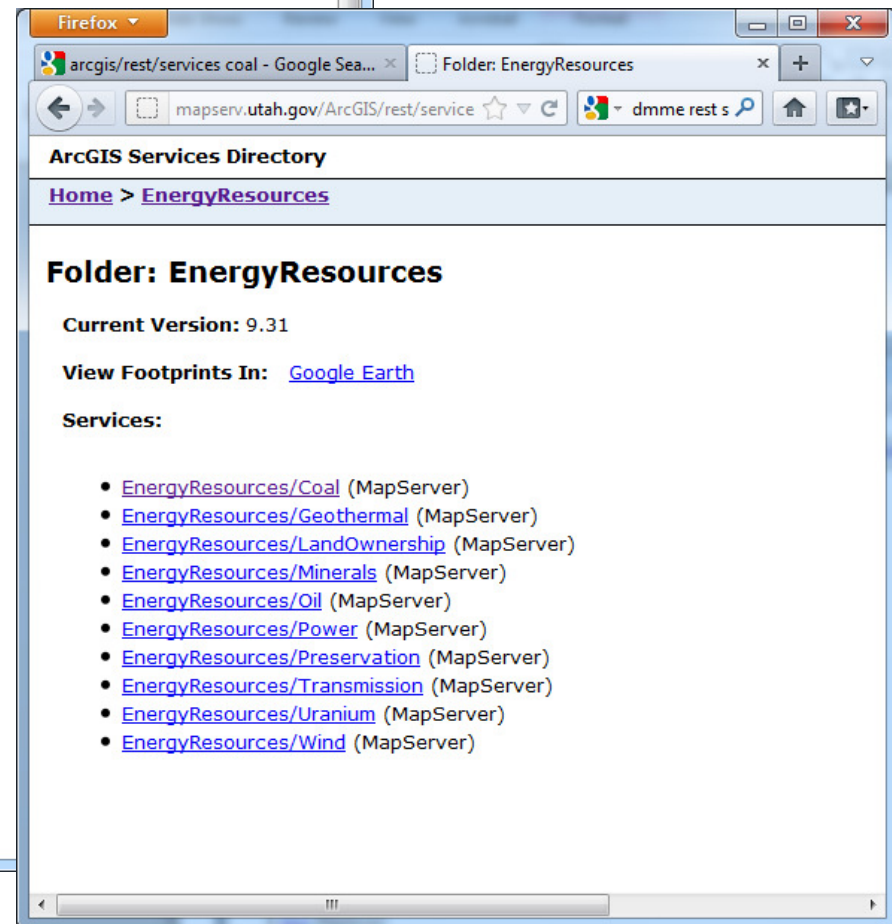 Firefox
arcgis/rest/services coal - Google Sea...
Folder: EnergyResources
mapserv.utah.gov/ArcGIS/rest/service
dmme rest s
ArcGIS Services Directory
Home > EnergyResources
Folder: EnergyResources
Current Version: 9.31
View Footprints In: Google Earth
Services:
• EnergyResources/Coal (MapServer)
• EnergyResources/Geothermal (MapServer)
• EnergyResources/LandOwnership (MapServer)
• EnergyResources/Minerals (MapServer)
• EnergyResources/Oil (MapServer)
• EnergyResources/Power (MapServer)
• EnergyResources/Preservation (MapServer)
• EnergyResources/Transmission (MapServer)
• EnergyResources/Uranium (MapServer)
• EnergyResources/Wind (MapServer)